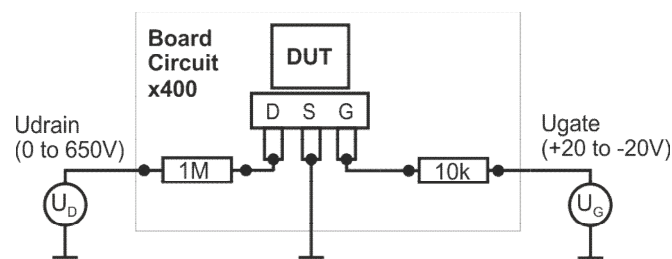 Board
Circuit
x400
DUT
D S G
Udrain
(0 to 650V)
Ugate
(+20 to -20V)
1M
10k
UD
UG